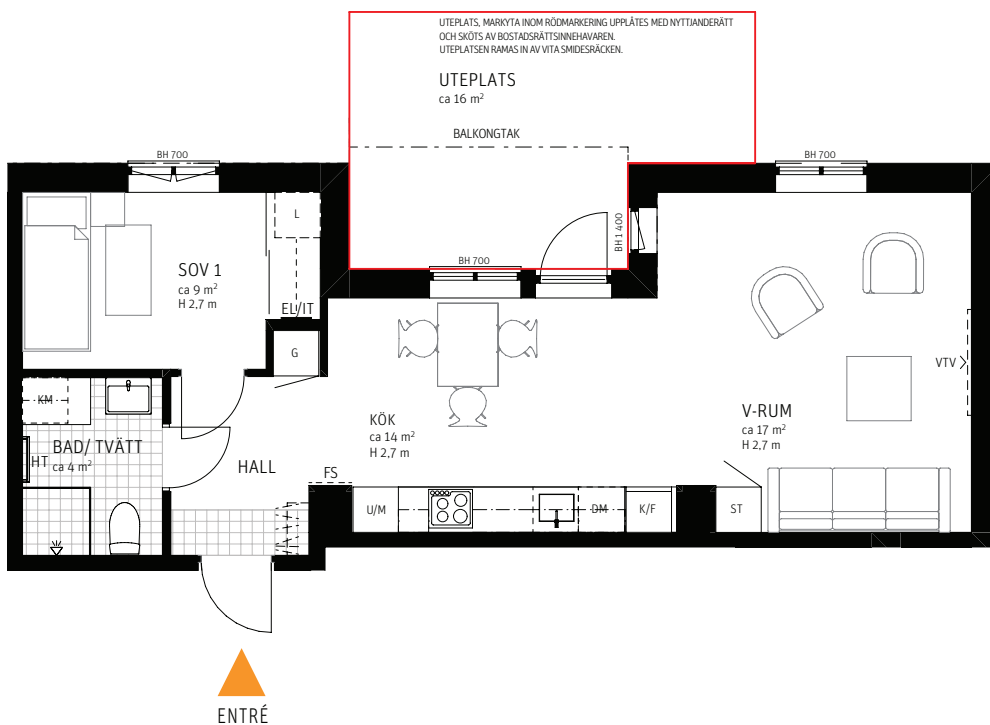 UTEPLATS, MARKYTA INOM RÖDMARKERING UPPLÅTES MED NYTTJANDERÄTT
OCH SKÖTS AV BOSTADSRÄTTSINNEHAVAREN.
UTEPLATSEN RAMAS IN AV VITA SMIDESRÄCKEN.
UTEPLATS
ca 16 m²
BALKONGTAK
BH 700
BH 700
BH 1 400
BH 700
L
SOV 1
ca 9 m²
H 2,7 m
EL/IT
G
VTV
KM
KÖK
ca 14 m²
H 2,7 m
V-RUM
ca 17 m²
H 2,7 m
BAD/ TVÄTT
ca 4 m²
HT
HALL
FS
U/M
DM
K/F
ST
ENTRÉ